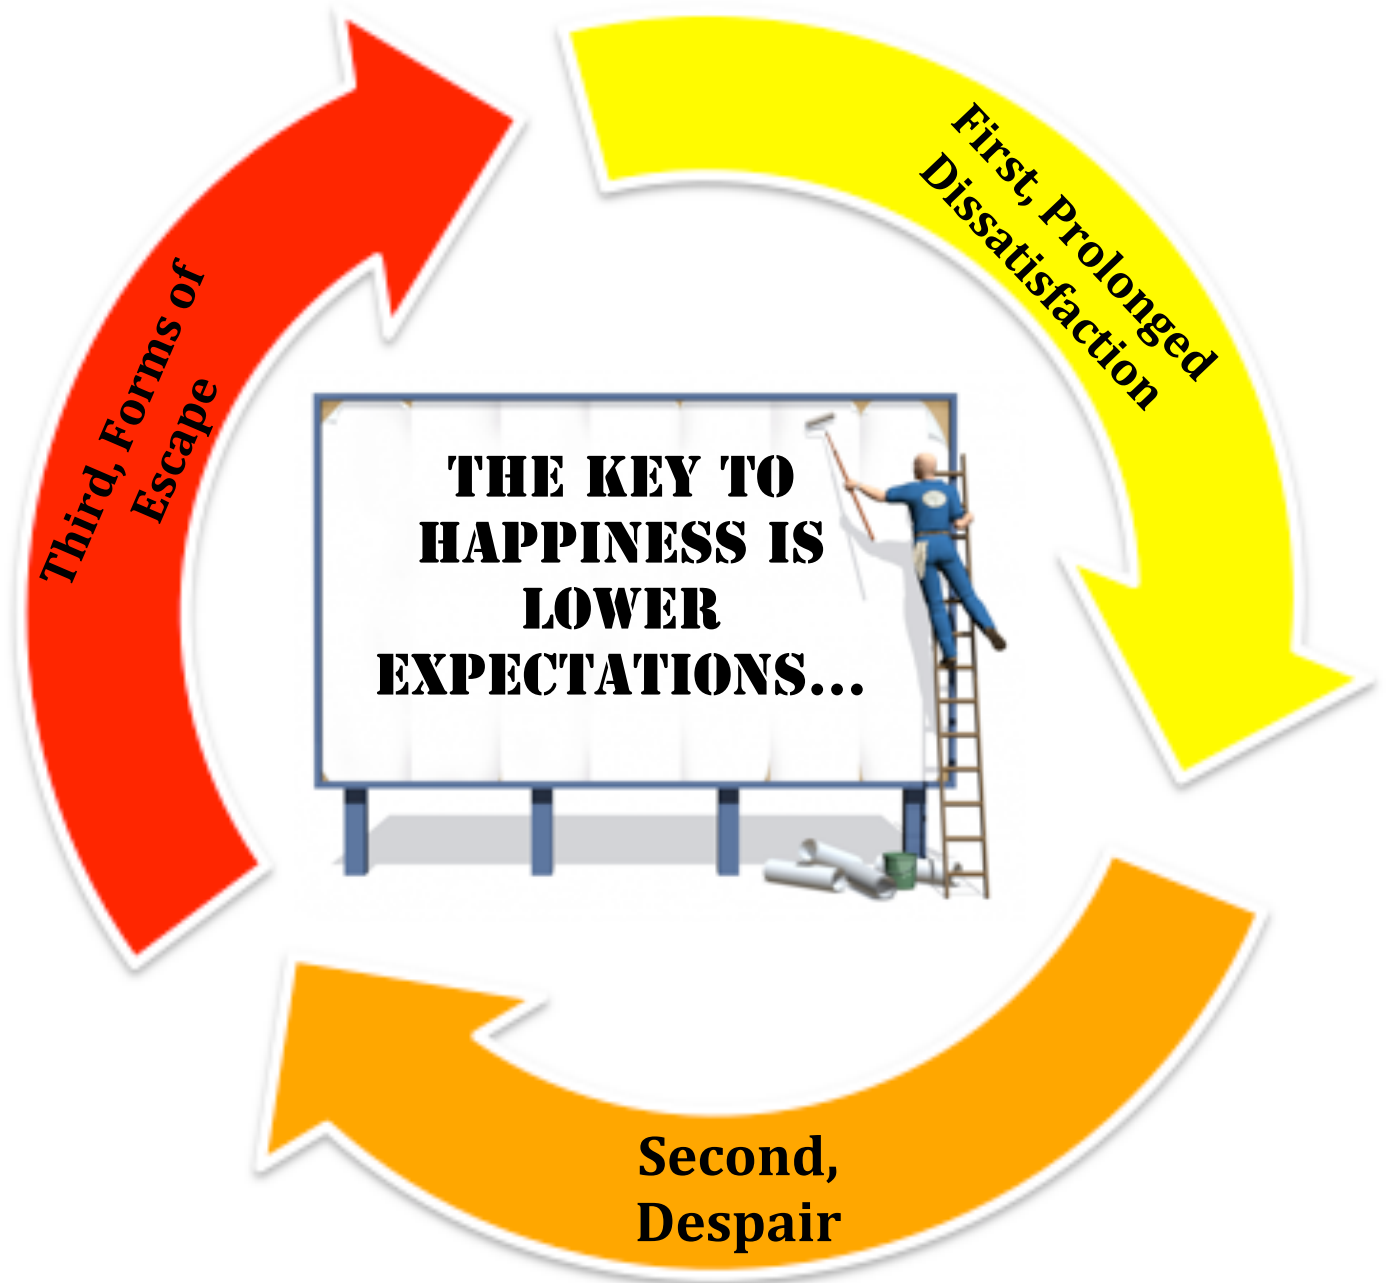 First, Prolonged
Dissatisfaction
Second,
Despair
Third, Forms of
Escape
THE KEY TO
HAPPINESS IS
LOWER
EXPECTATIONS...